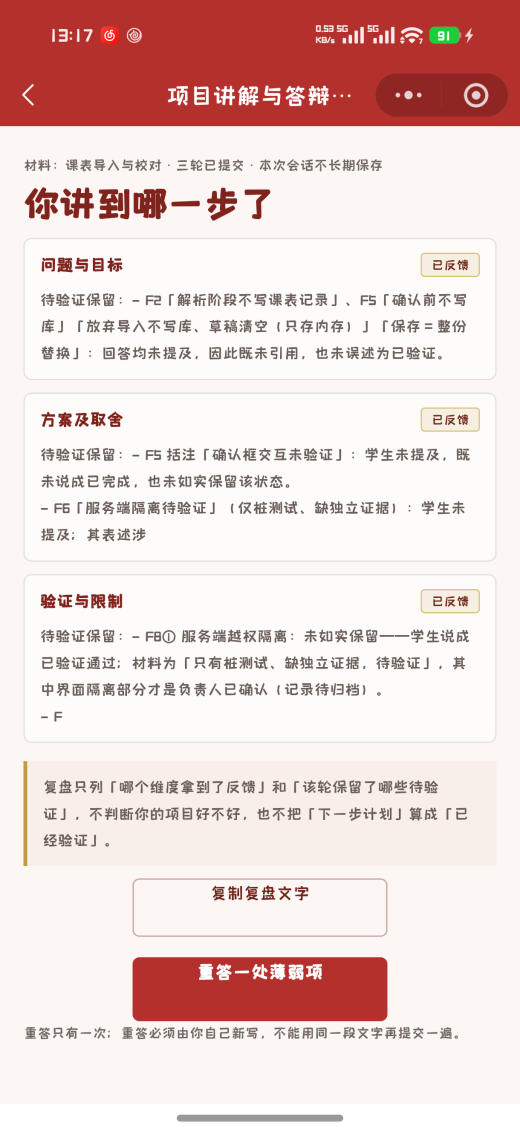 13:17
0.53 KB/s 5G 5G 91
项目讲解与答辩…
材料：课表导入与校对 · 三轮已提交 · 本次会话不长期保存
你讲到哪一步了
问题与目标 已反馈
待验证保留：- F2「解析阶段不写课表记录」、F5「确认前不写
库」「放弃导入不写库、草稿清空（只存内存）」「保存 = 整份
替换」：回答均未提及，因此既未引用，也未误述为已验证。
方案及取舍 已反馈
待验证保留：- F5 括注「确认框交互未验证」：学生未提及，既
未说成已完成，也未如实保留该状态。
- F6「服务端隔离待验证」（仅桩测试、缺独立证据）：学生未
提及；其表述涉
验证与限制 已反馈
待验证保留：- F8① 服务端越权隔离：未如实保留——学生说成
已验证通过；材料为「只有桩测试、缺独立证据，待验证」，其
中界面隔离部分才是负责人已确认（记录待归档）。
- F
复盘只列「哪个维度拿到了反馈」和「该轮保留了哪些待验
证」，不判断你的项目好不好，也不把「下一步计划」算成「已
经验证」。
复制复盘文字
重答一处薄弱项
重答只有一次；重答必须由你自己新写，不能用同一段文字再提交一遍。